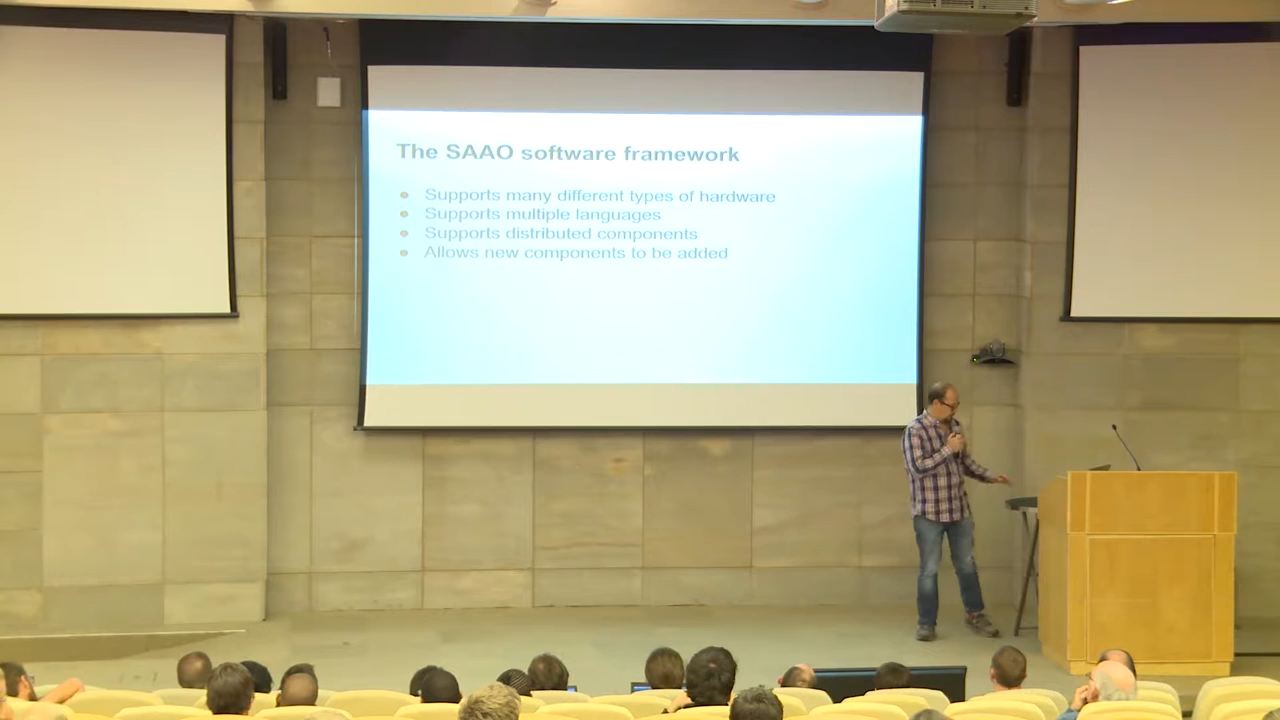 The SAAO software framework
● Supports many different types of hardware
● Supports multiple languages
● Supports distributed components
● Allows new components to be added